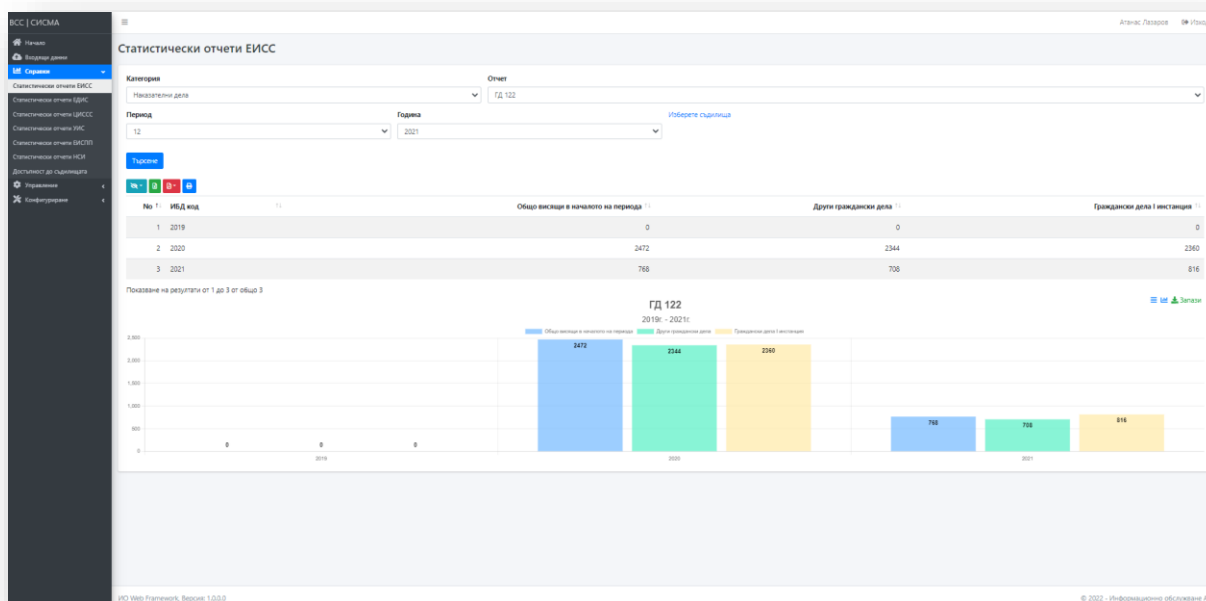 ВСС | СИСМА
Атанас Лазаров Изход
Начало
Входящи данни
Справки
Статистически отчети ЕИСС
Статистически отчети ЕДИС
Статистически отчети ЦИССС
Статистически отчети УИС
Статистически отчети ЕИСПП
Статистически отчети НСИ
Достъпност до съдилищата
Управление
Конфигуриране
Статистически отчети ЕИСС
Категория Отчет
Наказателни дела ГД 122
Период Година Изберете съдилища
12 2021
Търсене
No ИБД код Общо висящи в началото на периода Други граждански дела Граждански дела I инстанция
1 2019 0 0 0
2 2020 2472 2344 2360
3 2021 768 708 816
Показване на резултати от 1 до 3 от общо 3
Запази
ГД 122
2019г. - 2021г.
Общо висящи в началото на периода Други граждански дела Граждански дела I инстанция
2,500
2,000
1,500
1,000
500
0
0 0 0
2472 2344 2360
768 708 816
2019 2020 2021
ИО Web Framework: Версия: 1.0.0.0
© 2022 - Информационно обслужване А